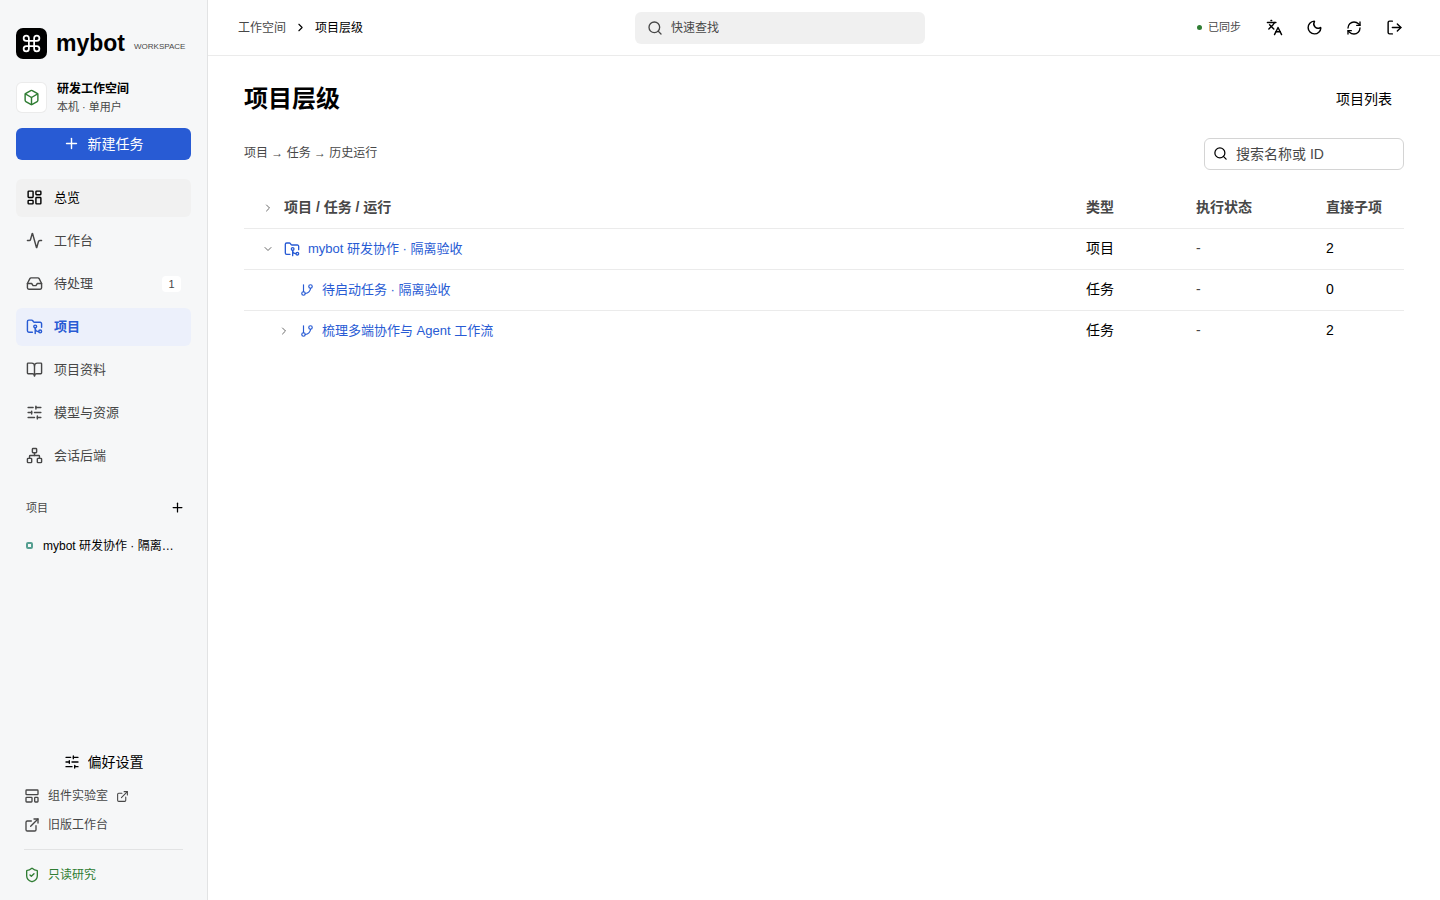 mybot WORKSPACE
研发工作空间
本机 · 单用户
新建任务
总览
工作台
待处理 1
项目
项目资料
模型与资源
会话后端
项目
mybot 研发协作 · 隔离…
偏好设置
组件实验室
旧版工作台
只读研究
工作空间 项目层级
快速查找
已同步
项目层级
项目列表
项目 → 任务 → 历史运行
搜索名称或 ID
项目 / 任务 / 运行 类型 执行状态 直接子项
mybot 研发协作 · 隔离验收 项目 - 2
待启动任务 · 隔离验收 任务 - 0
梳理多端协作与 Agent 工作流 任务 - 2